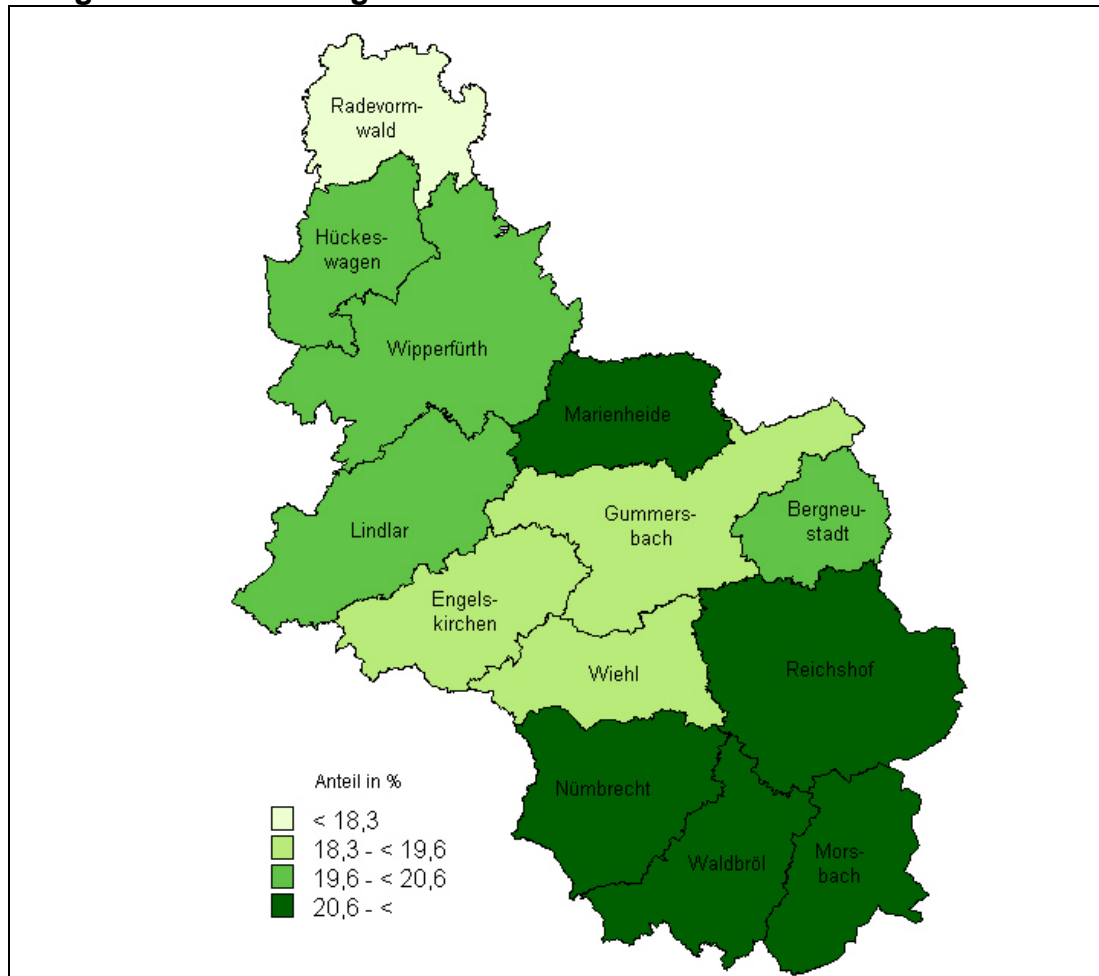 Radevorm-
wald
Hückes-
wagen
Wipperfürth
Marienheide
Lindlar
Gummers-
bach
Bergneu-
stadt
Engels-
kirchen
Wiehl
Reichshof
Nümbrecht
Waldbröl
Mors-
bach
Anteil in %
< 18,3
18,3 - < 19,6
19,6 - < 20,6
20,6 - <